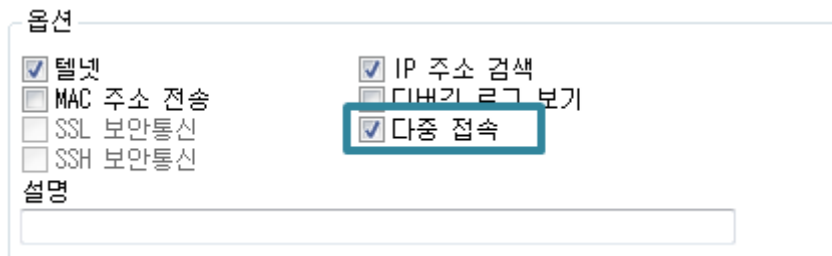 옵션
텔넷 IP 주소 검색
MAC 주소 전송 디버깅 로그 보기
SSL 보안통신 다중 접속
SSH 보안통신
설명